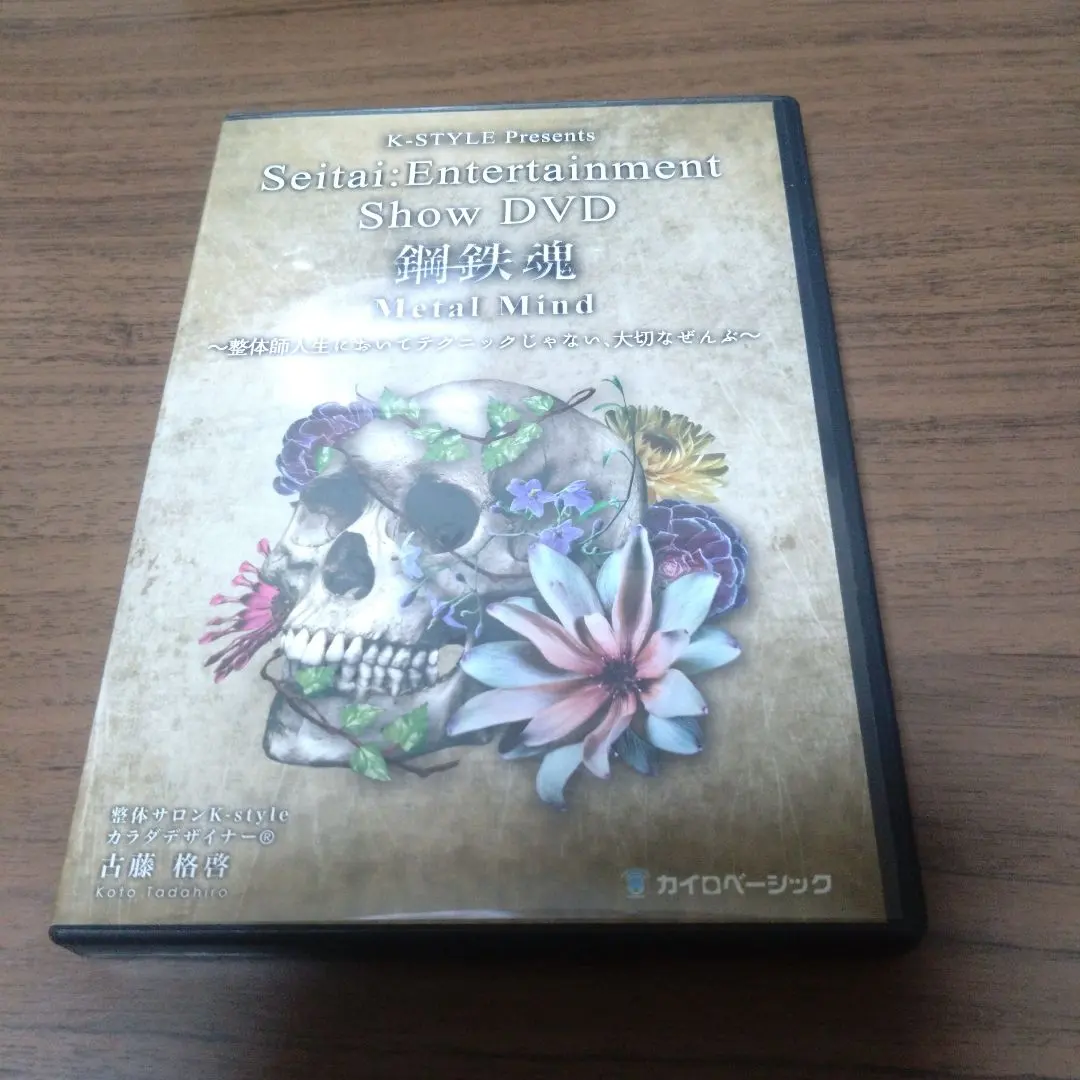 K-STYLE Presents
Seitai:Entertainment
Show DVD
鋼鉄魂
Metal Mind
～整体師人生においてテクニックじゃない、大切なぜんぶ～
整体サロンK-style
カラダデザイナー®
古藤 格啓
Koto Tadahiro
カイロベーシック